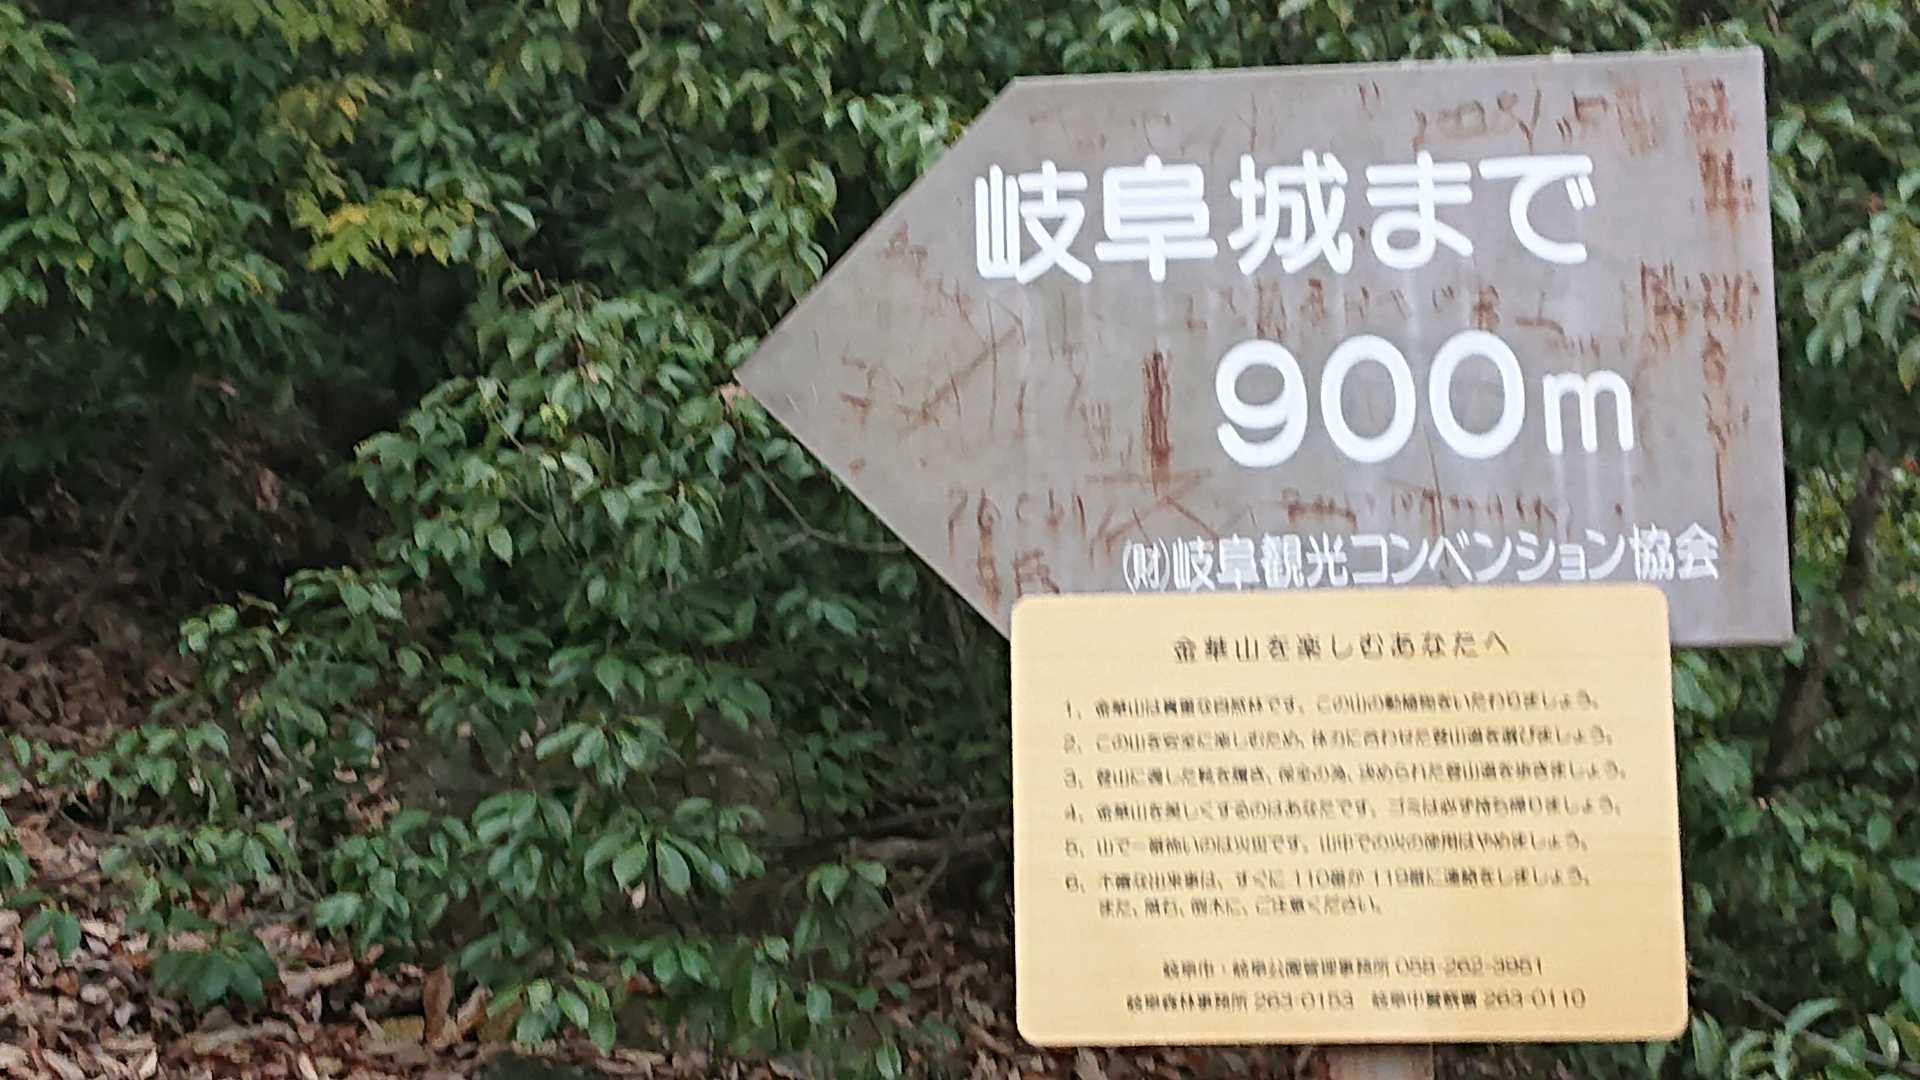 岐阜城まで
900m
(財)岐阜観光コンベンション協会
金華山を楽しむあなたへ
1. 金華山は貴重な自然林です。この山の動植物をいたわりましょう。
2. この山を安全に楽しむため、体力に合わせた登山道を選びましょう。
3. 登山に適した靴を履き、保全の為、決められた登山道を歩きましょう。
4. 金華山を美しくするのはあなたです。ゴミは必ず持ち帰りましょう。
5. 山で一番怖いのは火災です。山中での火の使用はやめましょう。
6. 不審な出来事は、すぐに 110番か 119番に連絡をしましょう。
また、落石、倒木に、ご注意ください。
岐阜市・岐阜公園管理事務所 058-262-3951
岐阜森林事務所 263-0153 岐阜中警察署 263-0110